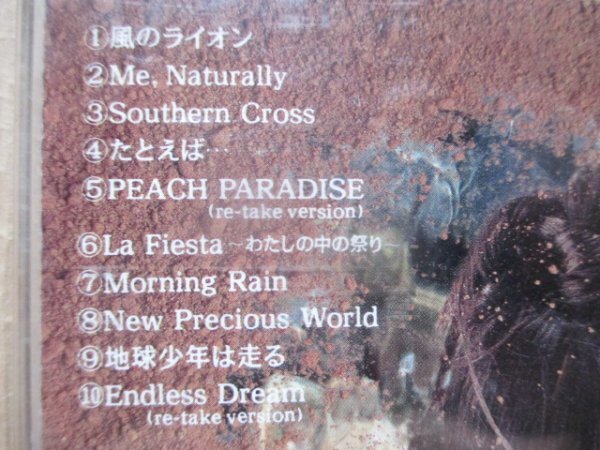 ①風のライオン
②Me, Naturally
③Southern Cross
④たとえば…
⑤PEACH PARADISE
(re-take version)
⑥La Fiesta ～わたしの中の祭り～
⑦Morning Rain
⑧New Precious World
⑨地球少年は走る
⑩Endless Dream
(re-take version)